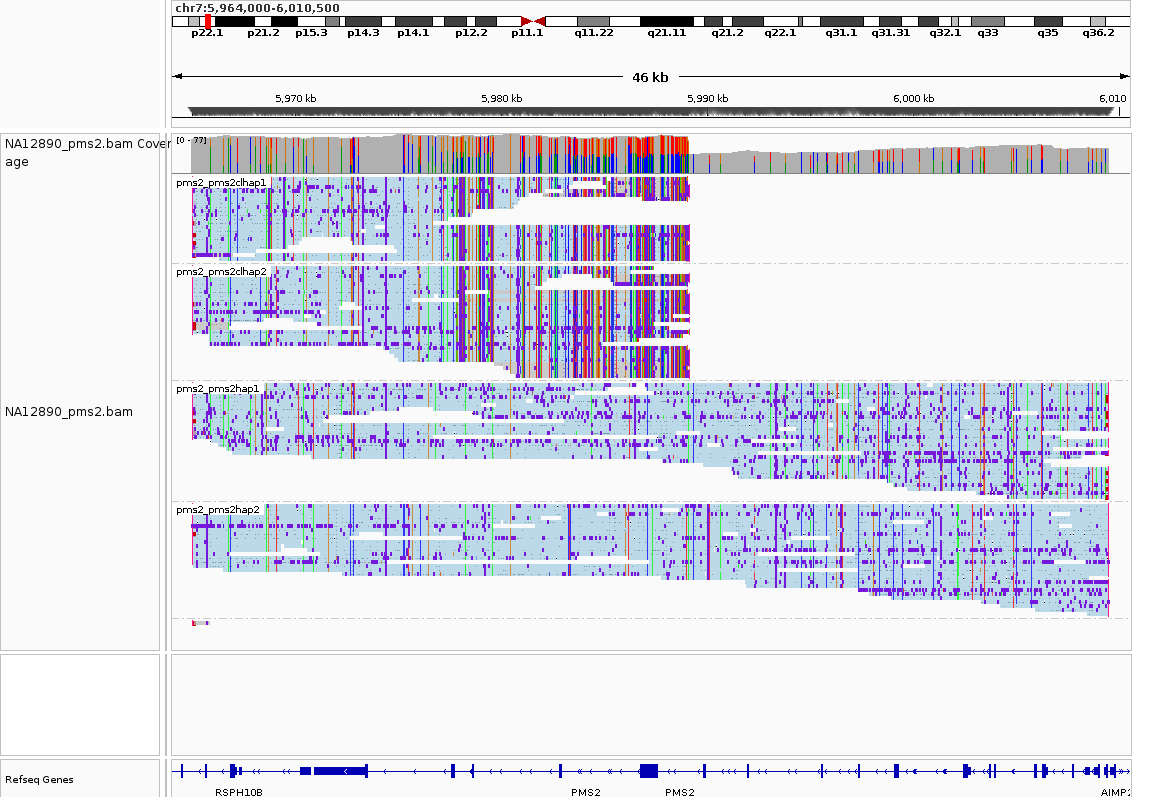 chr7:5,964,000-6,010,500
p22.1 p21.2 p15.3 p14.3 p14.1 p12.2 p11.1 q11.22 q21.11 q21.2 q22.1 q31.1 q31.31 q32.1 q33 q35 q36.2
46 kb
5,970 kb 5,980 kb 5,990 kb 6,000 kb 6,010
NA12890_pms2.bam Cover
age
[0 - 77]
pms2_pms2clhap1
pms2_pms2clhap2
pms2_pms2hap1
NA12890_pms2.bam
pms2_pms2hap2
Refseq Genes
RSPH10B PMS2 PMS2 AIMP2